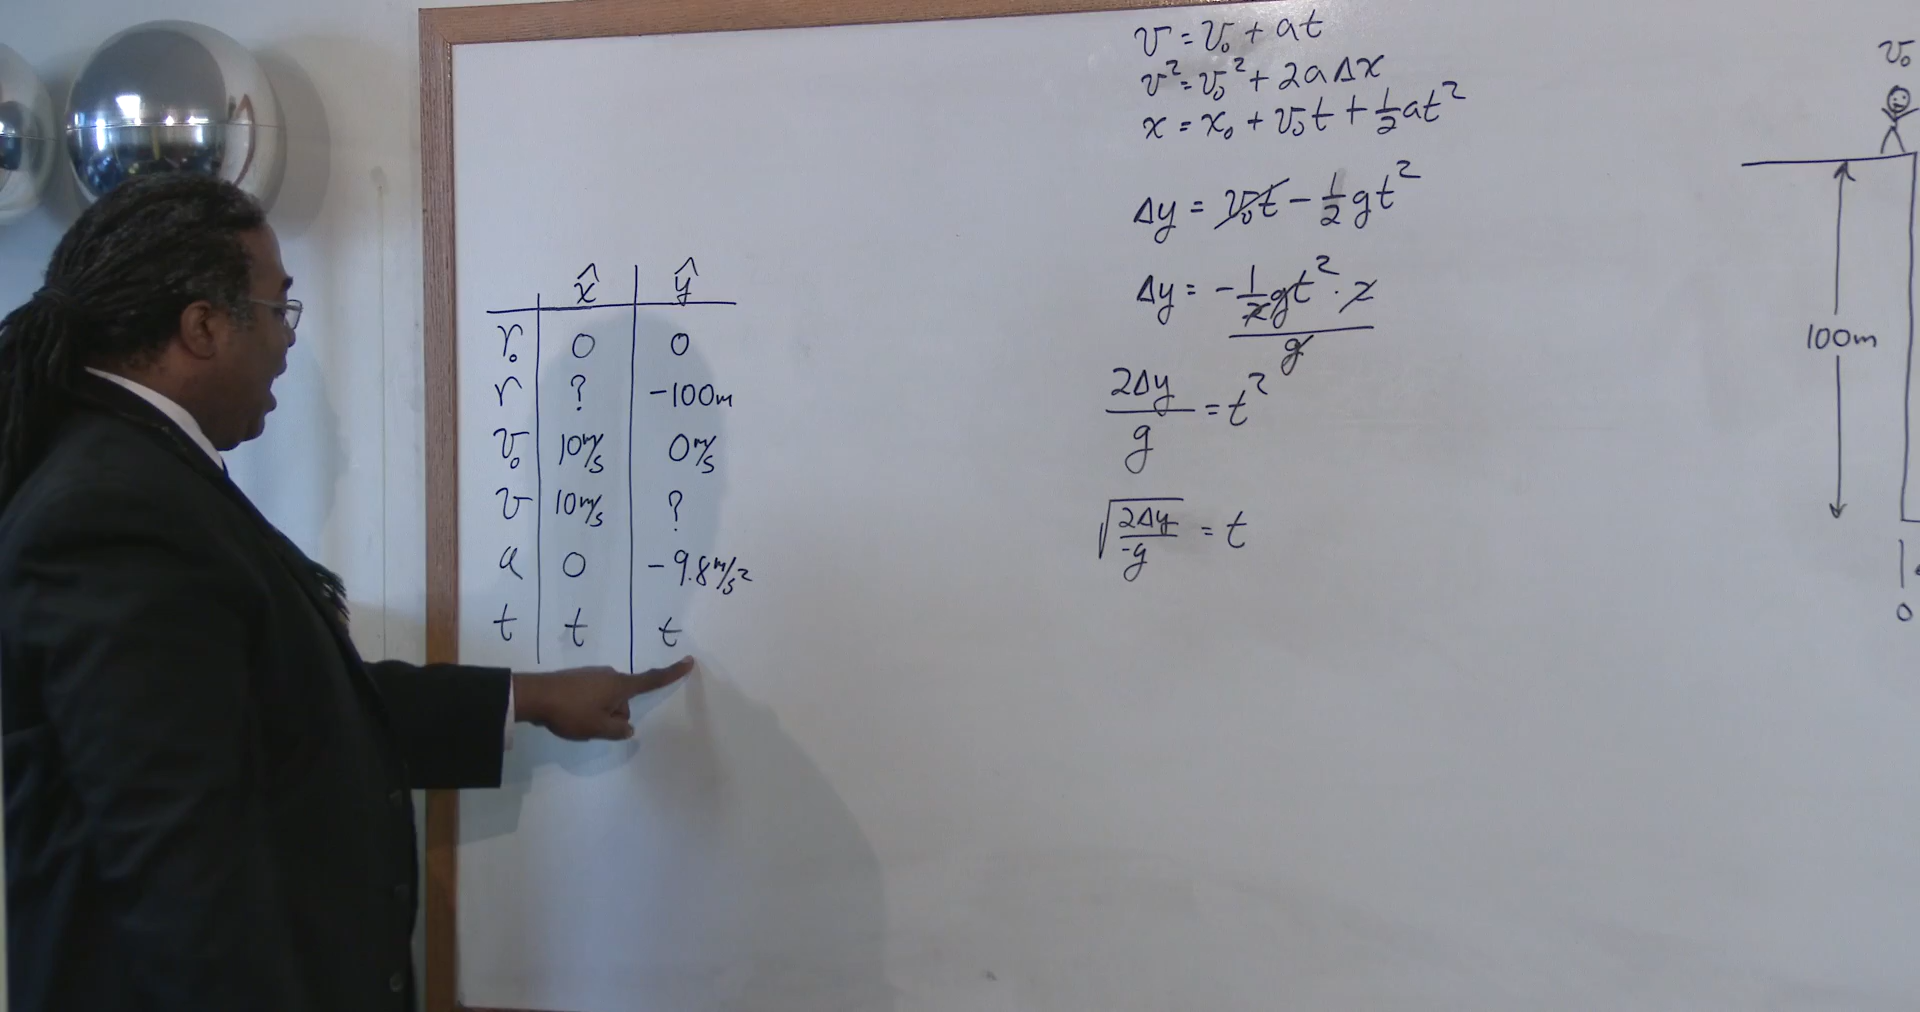 x̂ ŷ
r₀ 0 0
r ? -100m
v₀ 10m/s 0m/s
v 10m/s ?
a 0 -9.8m/s²
t t t
v = v₀ + at
v² = v₀² + 2aΔx
x = x₀ + v₀t + ½at²
Δy = v₀t - ½gt²
Δy = -½gt² · 2
g
2Δy/g = t²
√(2Δy/-g) = t
v₀
100m
0